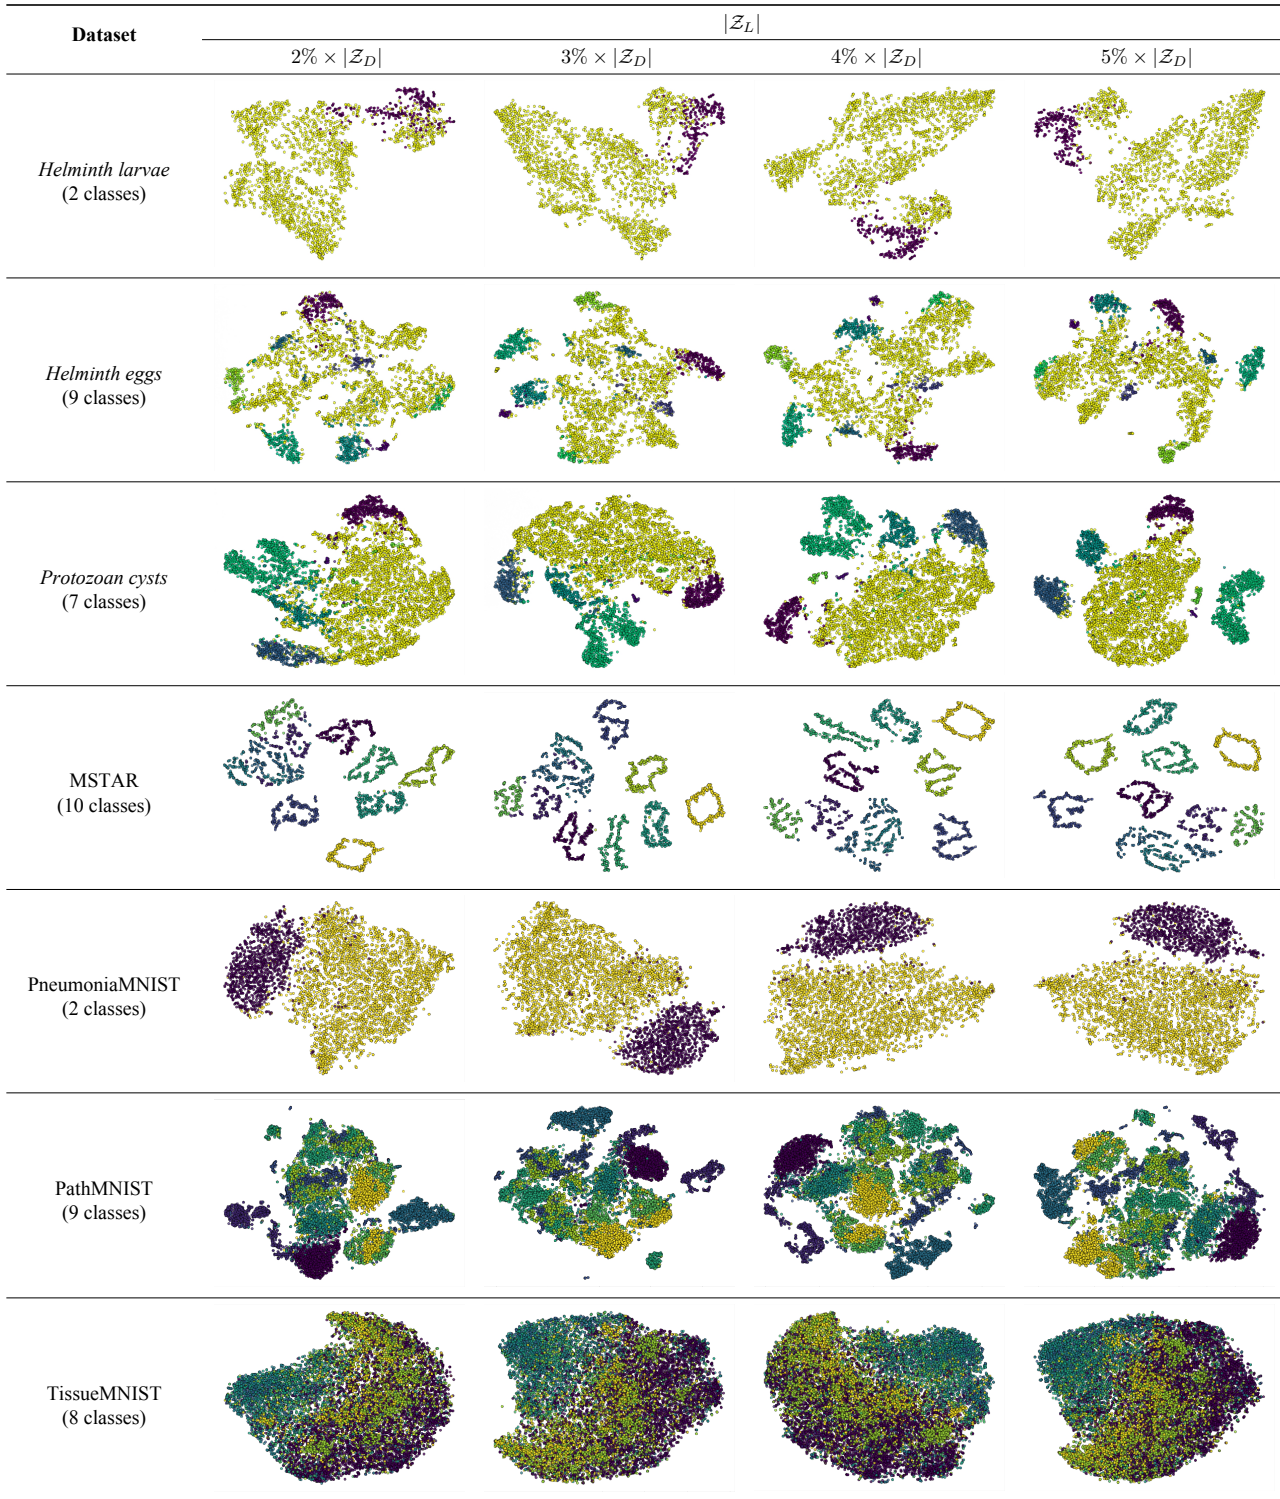 Dataset
|𝒵_L|
2% × |𝒵_D|
3% × |𝒵_D|
4% × |𝒵_D|
5% × |𝒵_D|
Helminth larvae
(2 classes)
Helminth eggs
(9 classes)
Protozoan cysts
(7 classes)
MSTAR
(10 classes)
PneumoniaMNIST
(2 classes)
PathMNIST
(9 classes)
TissueMNIST
(8 classes)